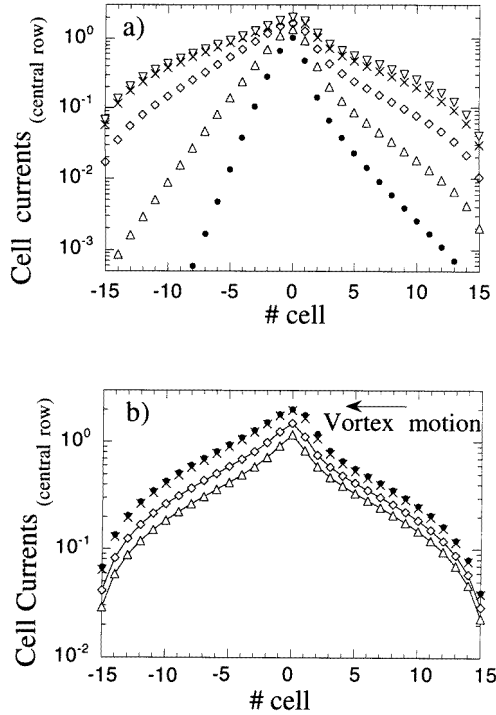 a)
10^0
10^-1
10^-2
10^-3
Cell currents (central row)
-15 -10 -5 0 5 10 15
# cell
b)
Vortex motion
10^0
10^-1
10^-2
Cell Currents (central row)
-15 -10 -5 0 5 10 15
# cell